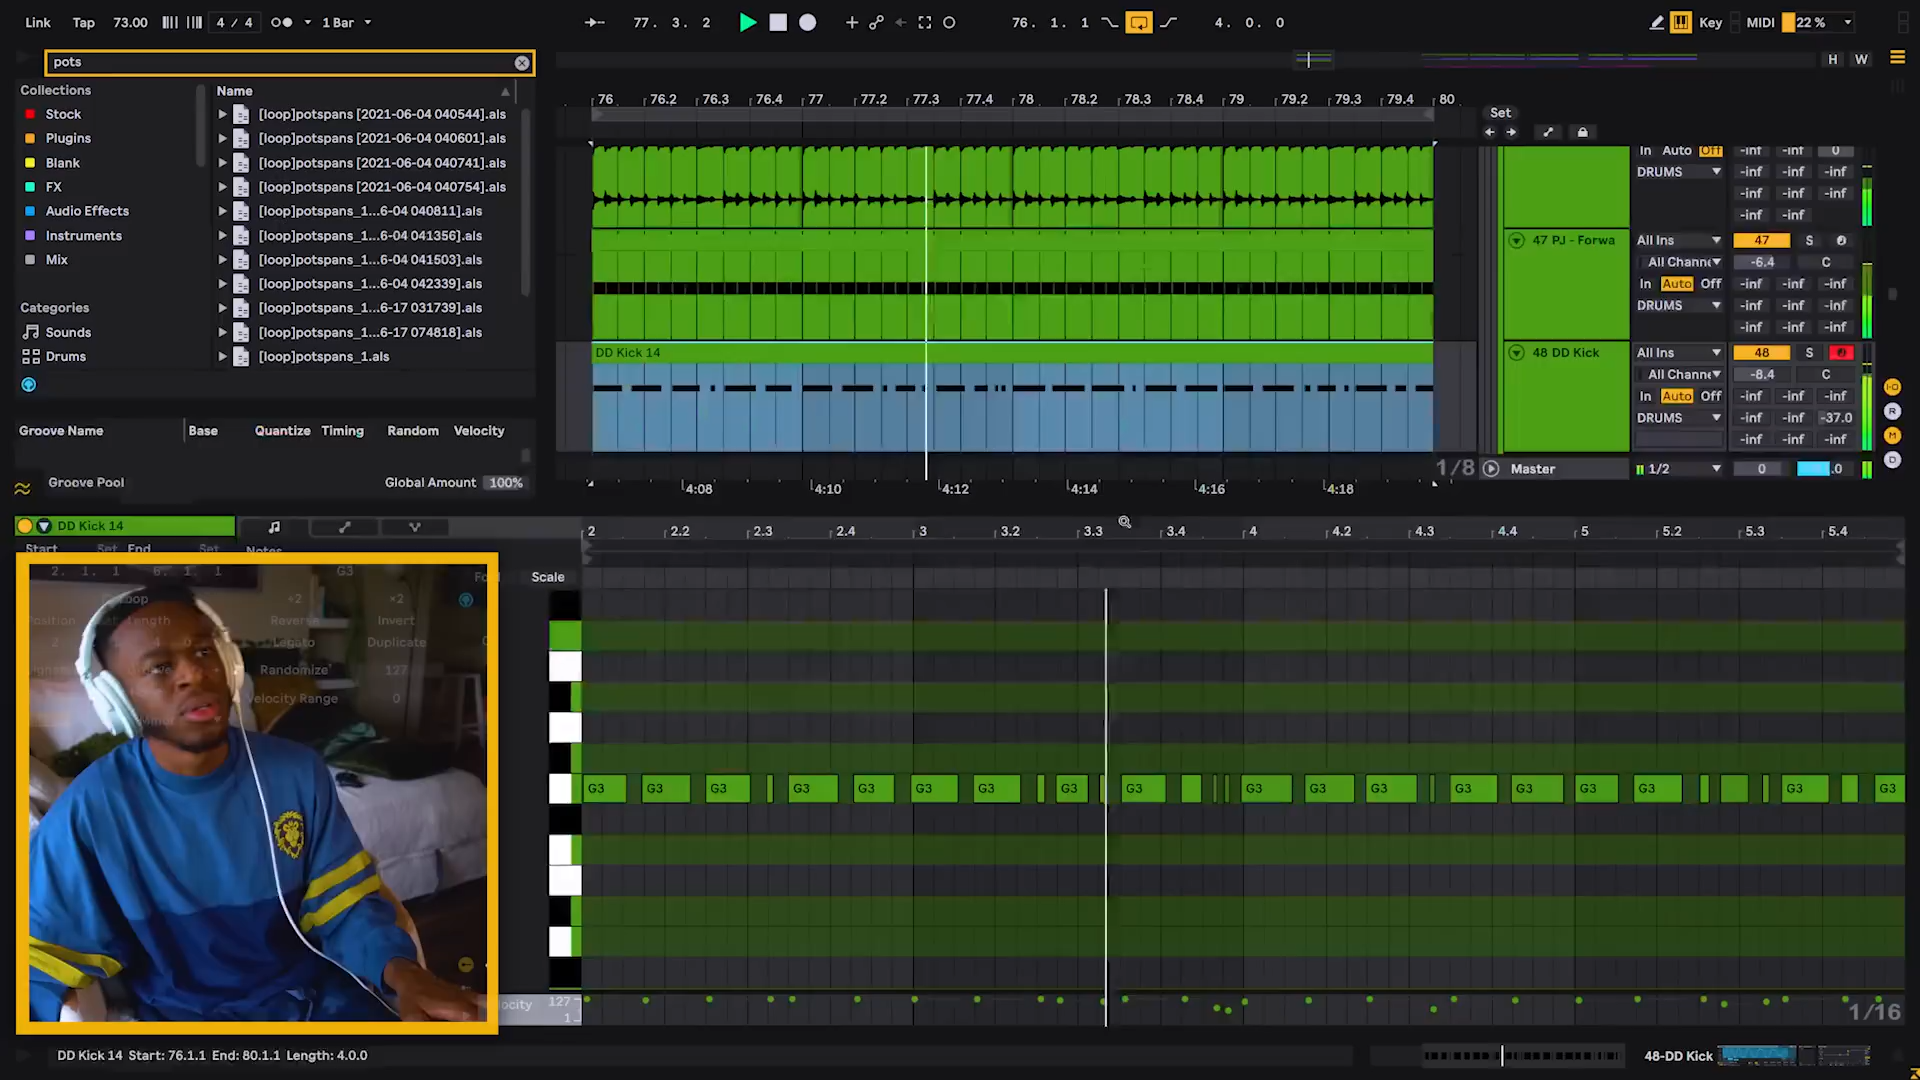 Link Tap 73.00 4 / 4 1 Bar 77. 3. 2 76. 1. 1 4. 0. 0 Key MIDI 22 %
pots
H W
Collections Name
Stock [loop]potspans [2021-06-04 040544].als
Plugins [loop]potspans [2021-06-04 040601].als
Blank [loop]potspans [2021-06-04 040741].als
FX [loop]potspans [2021-06-04 040754].als
Audio Effects [loop]potspans_1...6-04 040811].als
Instruments [loop]potspans_1...6-04 041356].als
Mix [loop]potspans_1...6-04 041503].als
[loop]potspans_1...6-04 042339].als
Categories [loop]potspans_1...6-17 031739].als
Sounds [loop]potspans_1...6-17 074818].als
Drums [loop]potspans_1.als
Groove Name Base Quantize Timing Random Velocity
Groove Pool Global Amount 100%
76 76.2 76.3 76.4 77 77.2 77.3 77.4 78 78.2 78.3 78.4 79 79.2 79.3 79.4 80
Set
In Auto Off -inf -inf 0
DRUMS -inf -inf -inf
-inf -inf -inf
-inf -inf
47 PJ - Forwa All Ins 47 S
All Channe -6.4 C
In Auto Off -inf -inf -inf
DRUMS -inf -inf -inf
-inf -inf -inf
DD Kick 14
48 DD Kick All Ins 48 S
All Channe -8.4 C
In Auto Off -inf -inf -inf
DRUMS -inf -inf -37.0
-inf -inf -inf
I-O
R
M
D
1/8 Master 1/2 0 .0
4:08 4:10 4:12 4:14 4:16 4:18
DD Kick 14
Start Set End Set Notes
2 2.2 2.3 2.4 3 3.2 3.3 3.4 4 4.2 4.3 4.4 5 5.2 5.3 5.4
2. 1. 1 6. 1. 1 G3
Scale
Loop +2 ×2
Length Reverse Invert
Legato Duplicate
Randomize 127
Velocity Range 0
G3 G3 G3 G3 G3 G3 G3 G3 G3 G3 G3 G3 G3 G3 G3 G3 G3 G3
127
1
1/16
DD Kick 14 Start: 76.1.1 End: 80.1.1 Length: 4.0.0 48-DD Kick